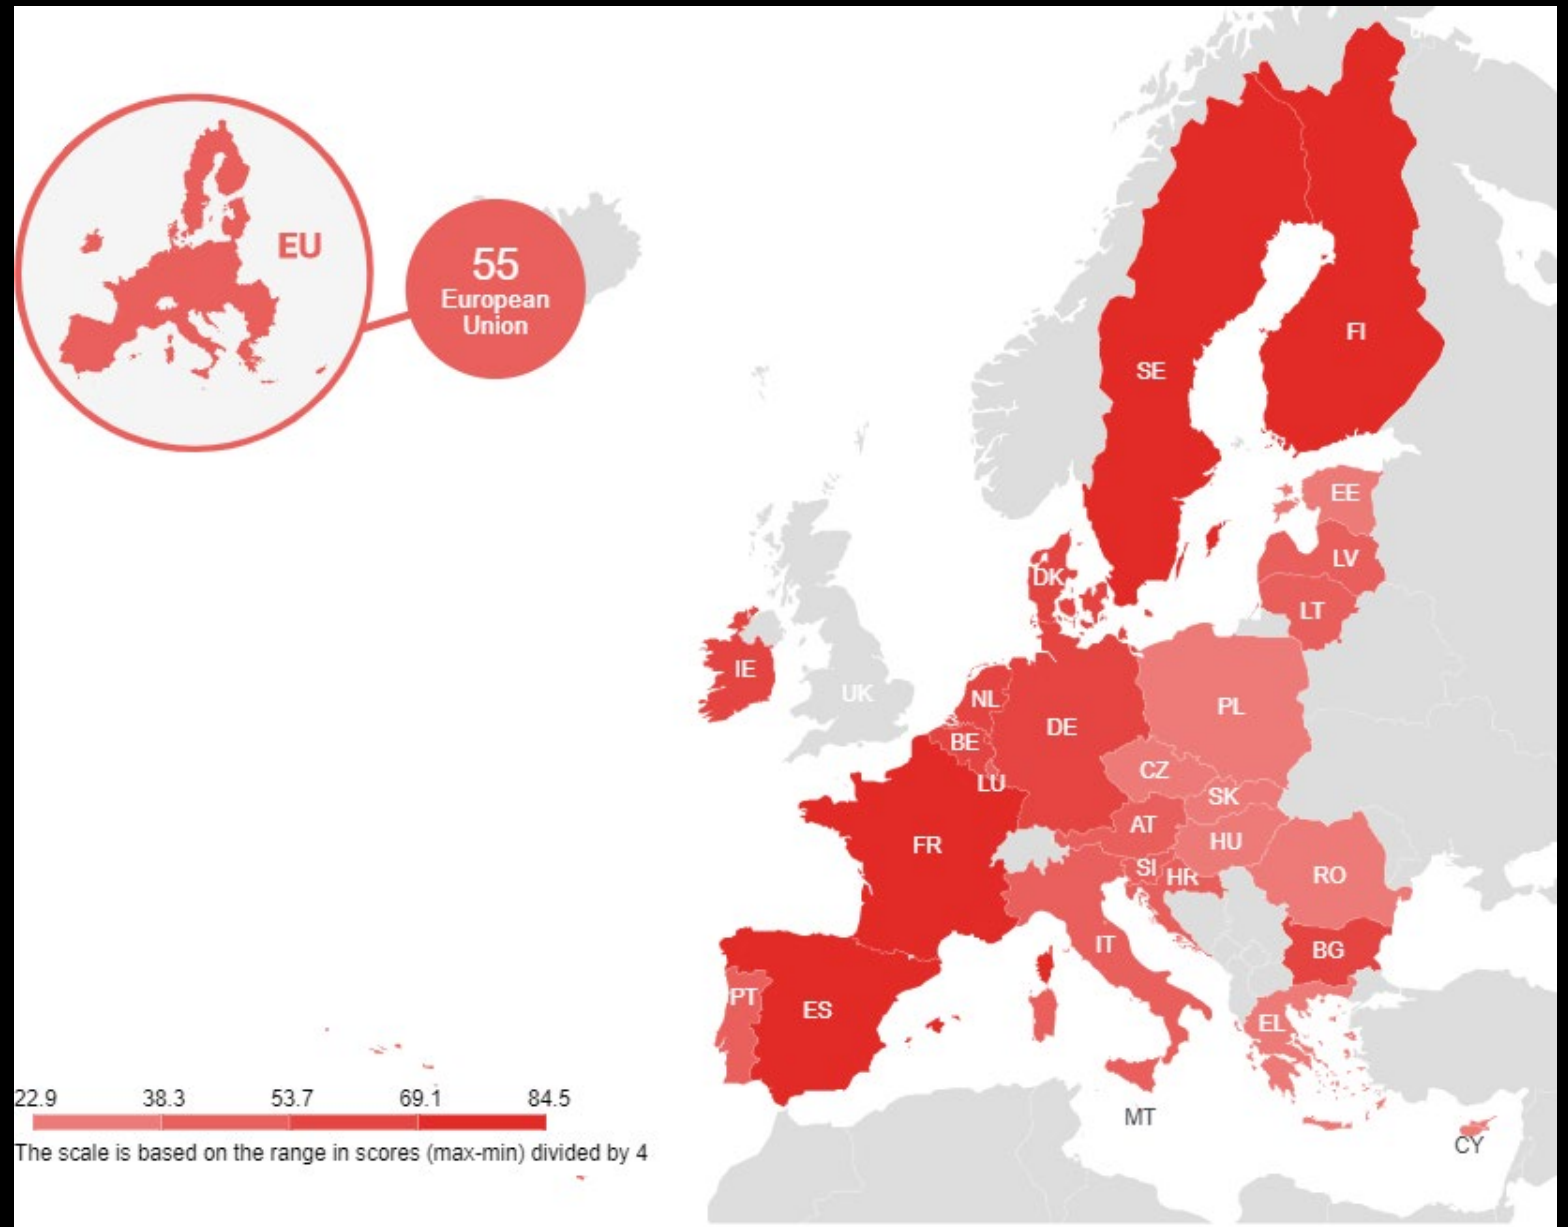 EU
55
European
Union
FI
SE
EE
LV
DK
LT
IE
UK
NL
PL
DE
BE
CZ
LU
SK
AT
HU
FR
SI
HR
RO
IT
BG
PT
ES
EL
22.9 38.3 53.7 69.1 84.5
MT
CY
The scale is based on the range in scores (max-min) divided by 4